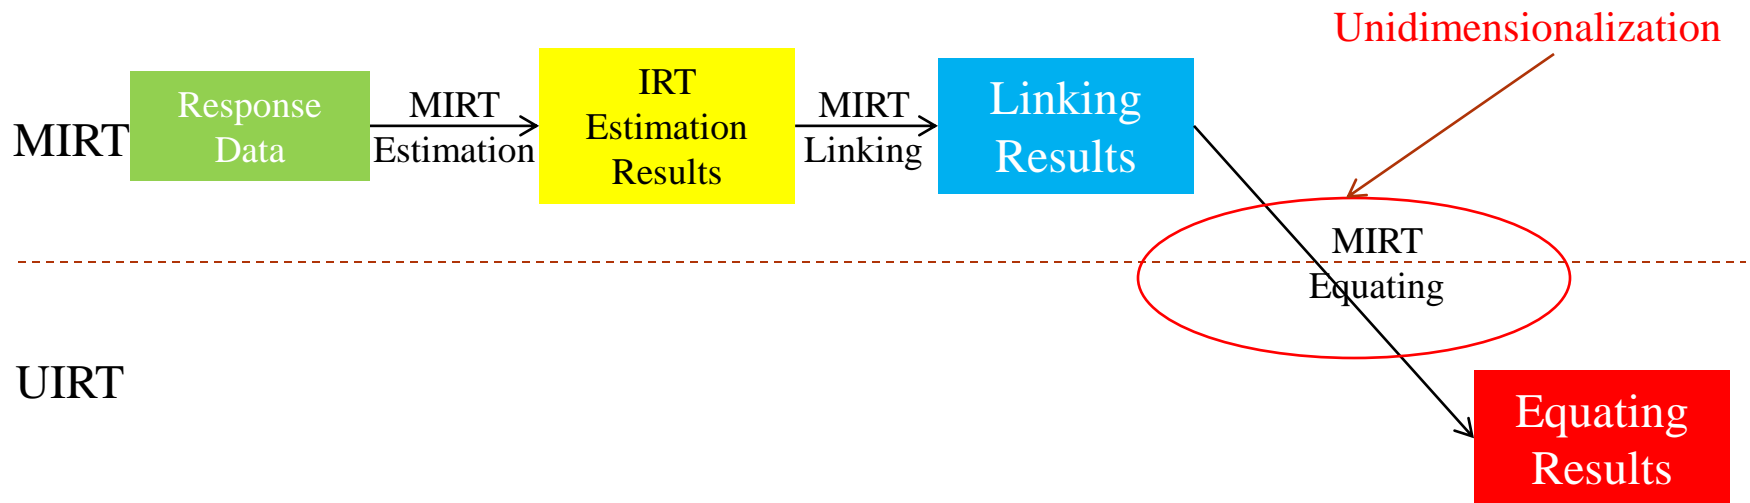 Unidimensionalization
MIRT
Response
Data
MIRT
Estimation
IRT
Estimation
Results
MIRT
Linking
Linking
Results
MIRT
Equating
UIRT
Equating
Results